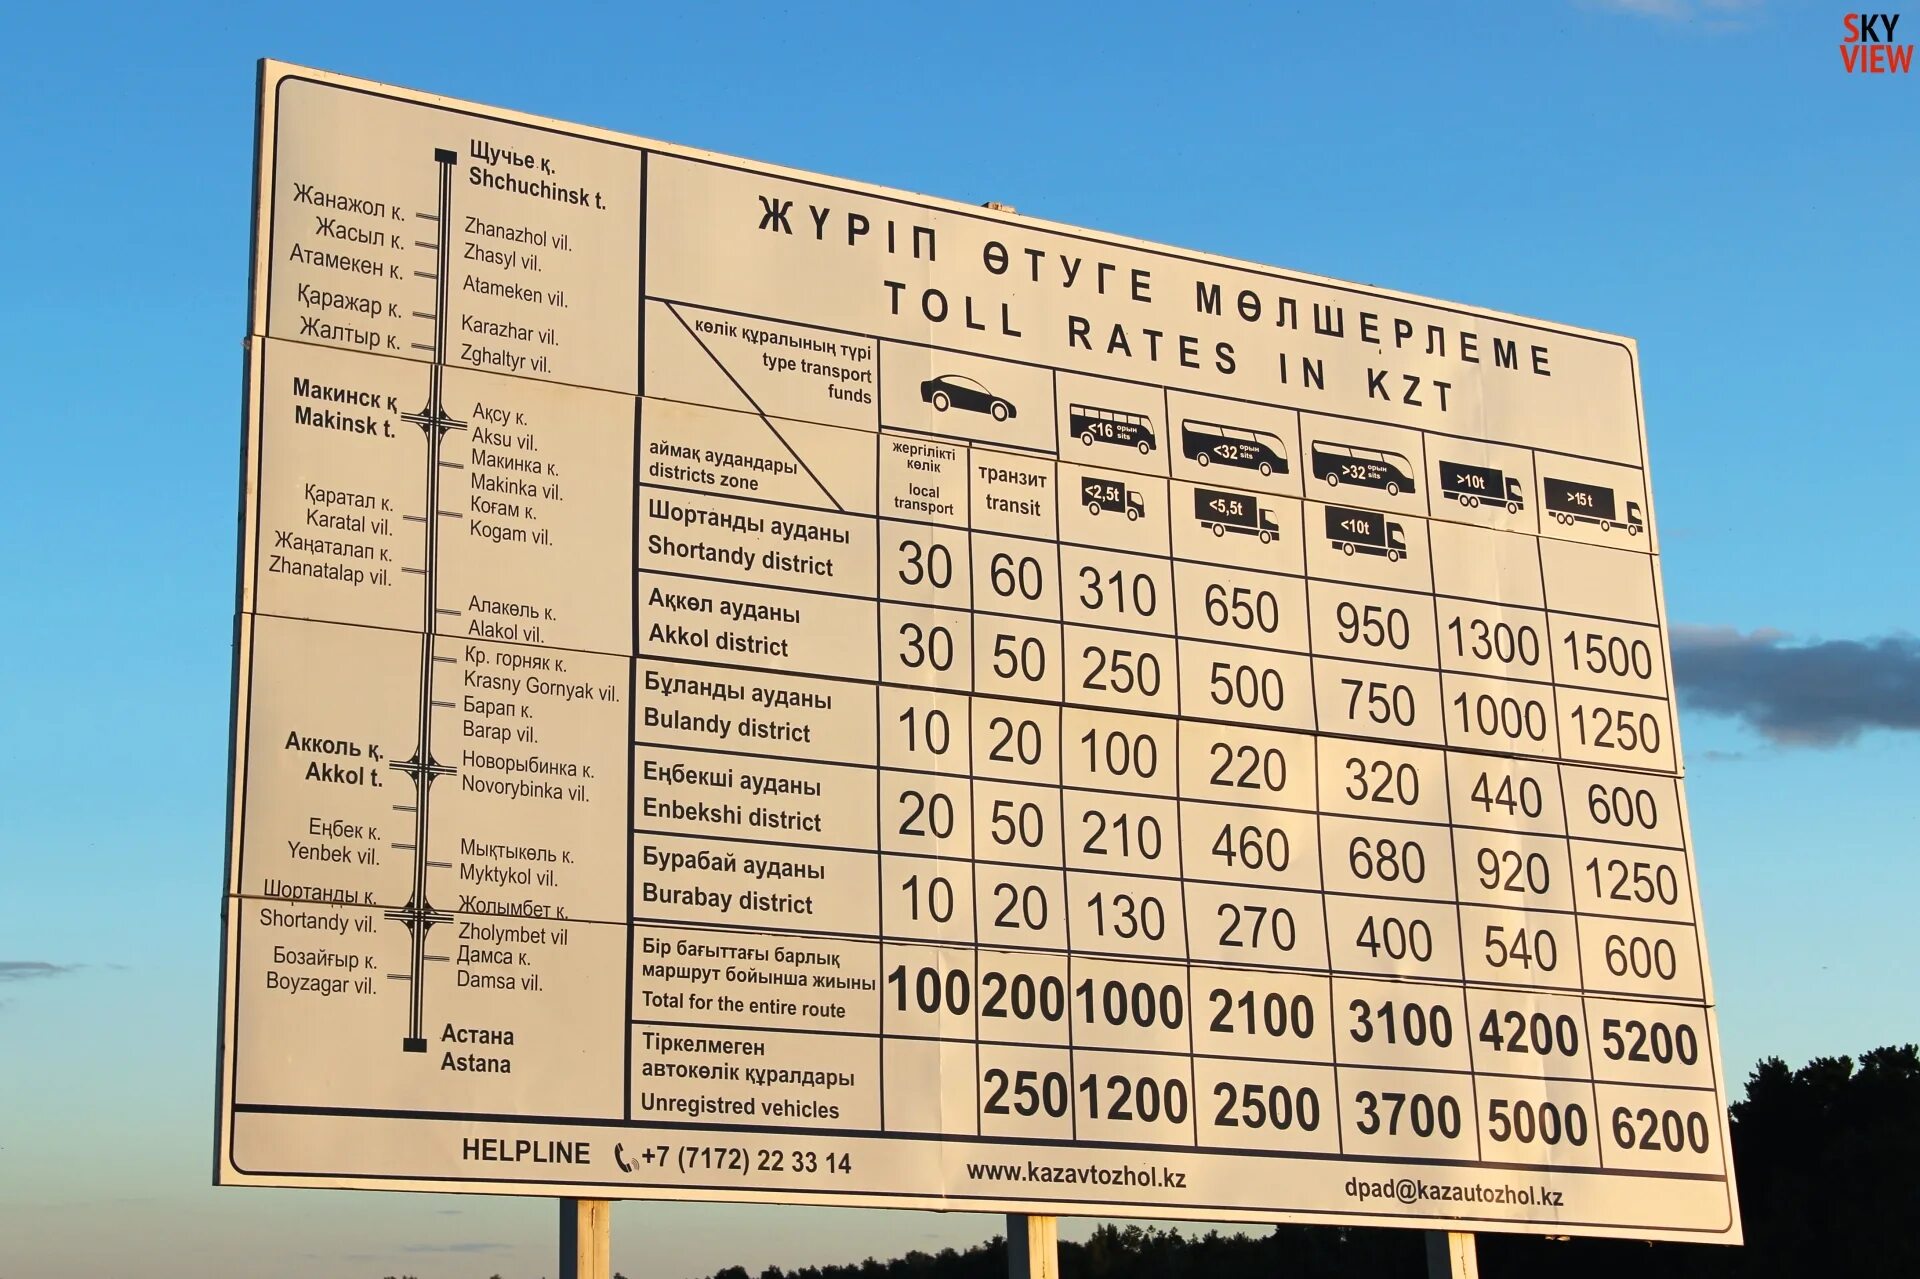 SKY
VIEW
Щучье қ.
Shchuchinsk t.
Жанажол к.
Жасыл к.
Атамекен к.
Қаражар к.
Жалтыр к.
Zhanazhol vil.
Zhasyl vil.
Atameken vil.
Karazhar vil.
Zghaltyr vil.
Макинск қ
Makinsk t.
Ақсу к.
Aksu vil.
Макинка к.
Makinka vil.
Қаратал к.
Karatal vil.
Қоғам к.
Kogam vil.
Жаңаталап к.
Zhanatalap vil.
Алакөль к.
Alakol vil.
Кр. горняк к.
Krasny Gornyak vil.
Барап к.
Barap vil.
Акколь қ.
Akkol t.
Новорыбинка к.
Novorybinka vil.
Еңбек к.
Yenbek vil.
Мықтыкөль к.
Myktykol vil.
Шортанды к.
Shortandy vil.
Жолымбет к.
Zholymbet vil
Бозайғыр к.
Boyzagar vil.
Дамса к.
Damsa vil.
Астана
Astana
ЖҮРІП ӨТУГЕ МӨЛШЕРЛЕМЕ
TOLL RATES IN KZT
көлік құралының түрі
type transport
funds
аймақ аудандары
districts zone
жергілікті
көлік
local
transport
транзит
transit
<16 орын sits
<2,5t
<32 орын sits
<5,5t
>32 орын sits
<10t
>10t
>15 t
Шортанды ауданы
Shortandy district
30 60 310 650 950 1300 1500
Ақкөл ауданы
Akkol district
30 50 250 500 750 1000 1250
Бұланды ауданы
Bulandy district
10 20 100 220 320 440 600
Еңбекші ауданы
Enbekshi district
20 50 210 460 680 920 1250
Бурабай ауданы
Burabay district
10 20 130 270 400 540 600
Бір бағыттағы барлық
маршрут бойынша жиыны
Total for the entire route
100 200 1000 2100 3100 4200 5200
Тіркелмеген
автокөлік құралдары
Unregistred vehicles
250 1200 2500 3700 5000 6200
HELPLINE +7 (7172) 22 33 14
www.kazavtozhol.kz
dpad@kazautozhol.kz